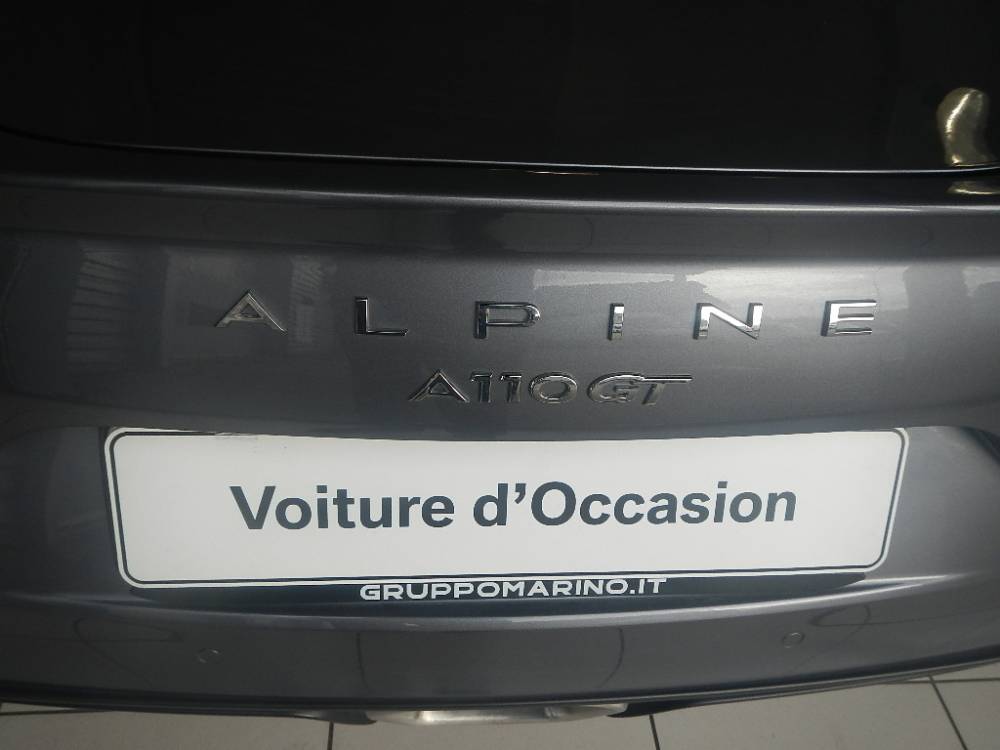 ALPINE
A110GT
Voiture d'Occasion
GRUPPOMARINO.IT